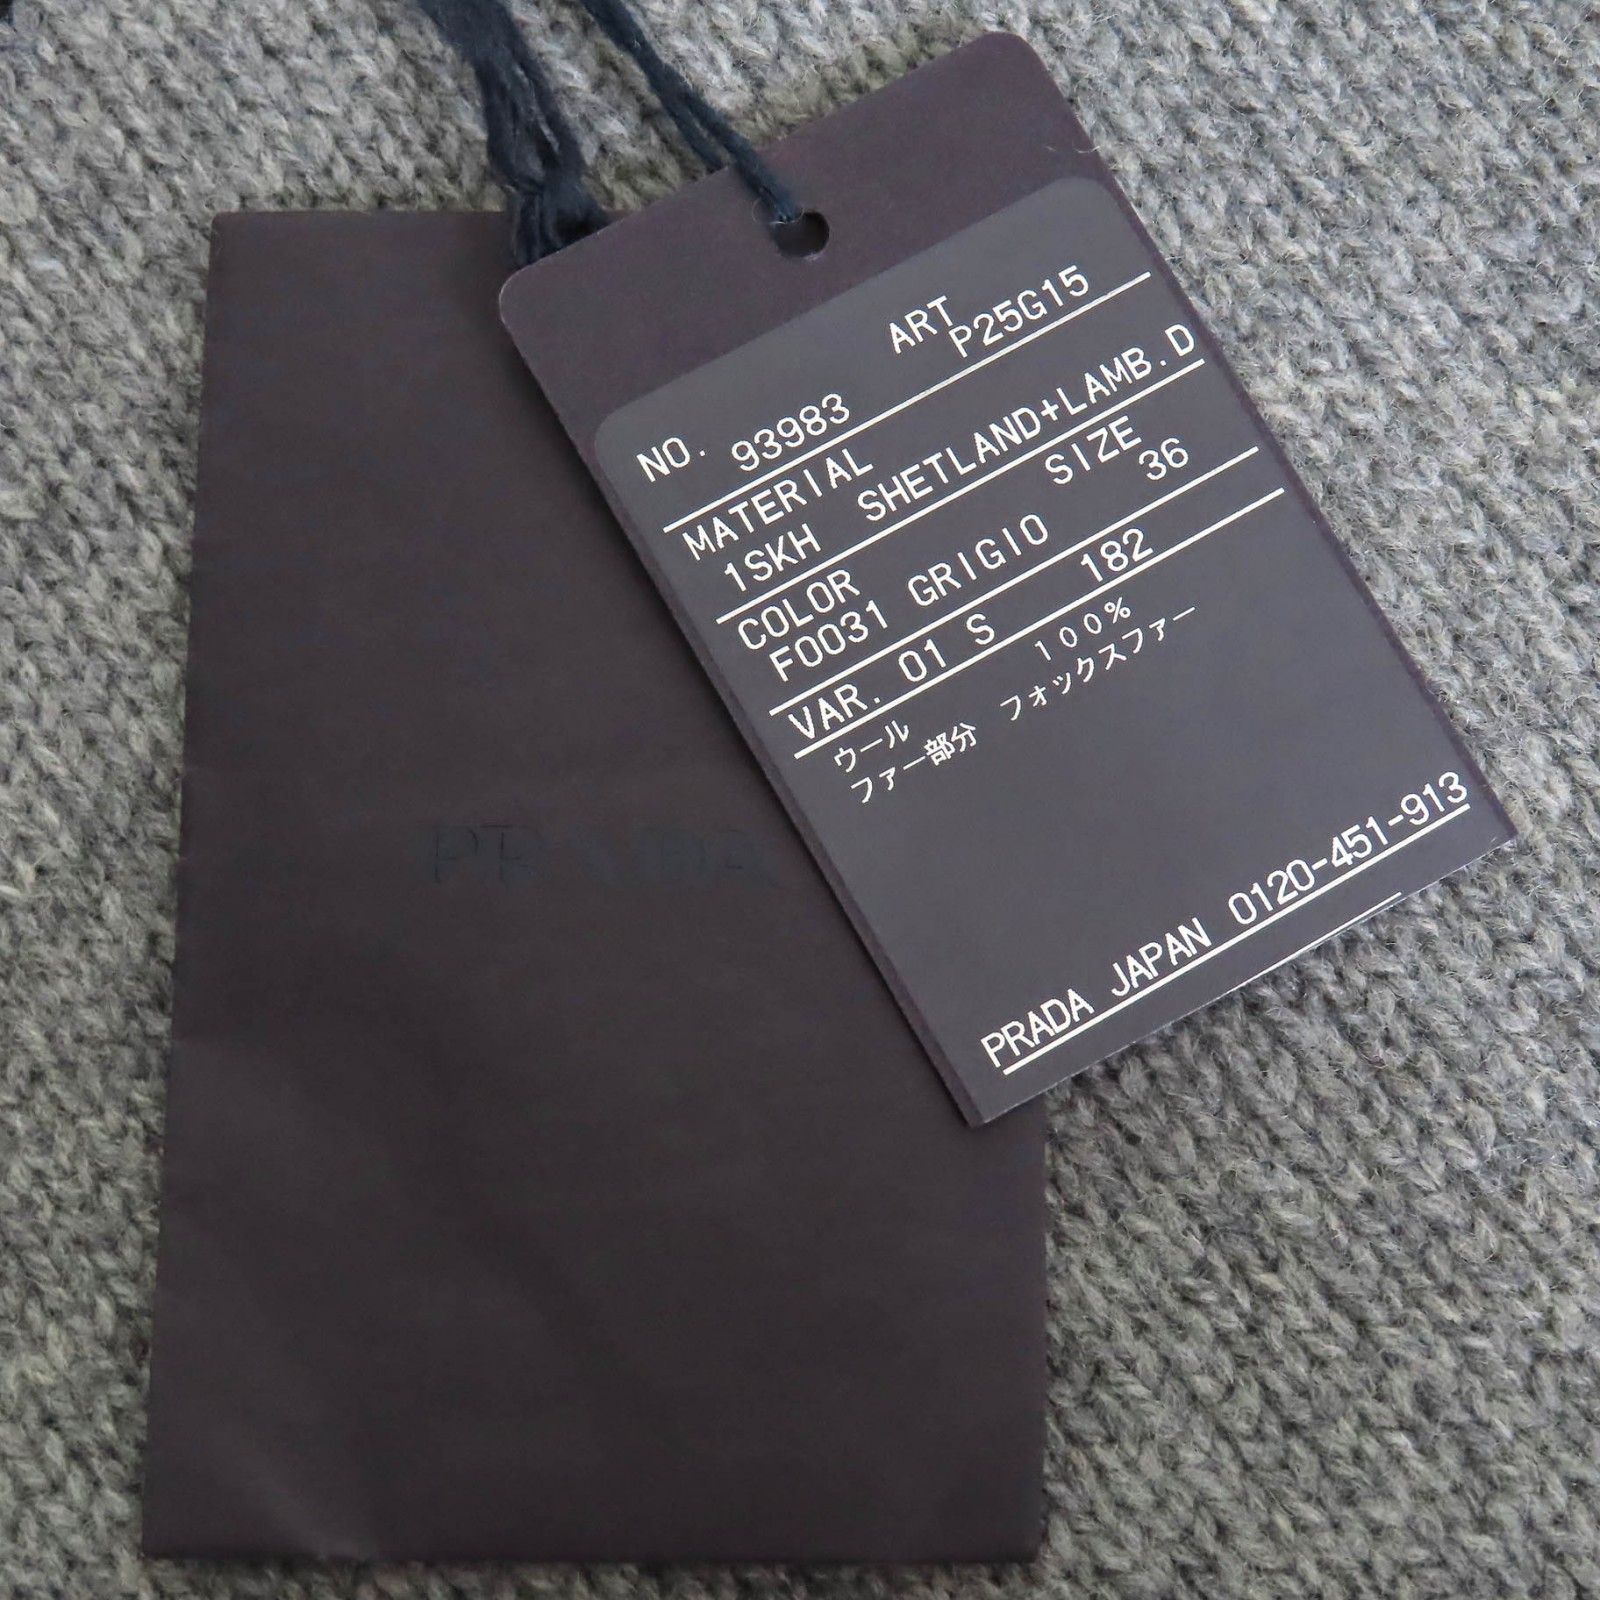 ART
P25G15
NO. 93983
MATERIAL
1SKH SHETLAND+LAMB.D
COLOR SIZE
F0031 GRIGIO 36
VAR. 01 S 182
ウール 100%
ファー部分 フォックスファー
PRADA JAPAN 0120-451-913
PRADA